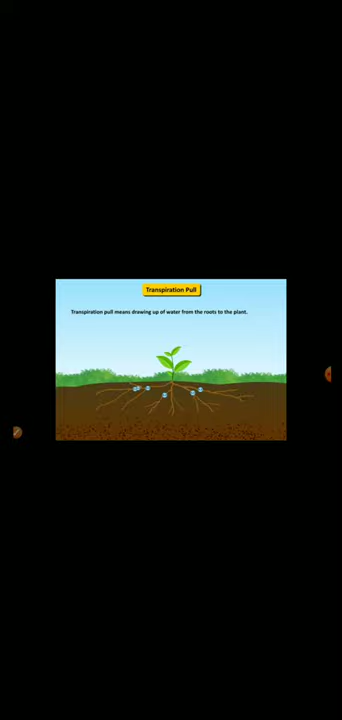 Transpiration Pull
Transpiration pull means drawing up of water from the roots to the plant.